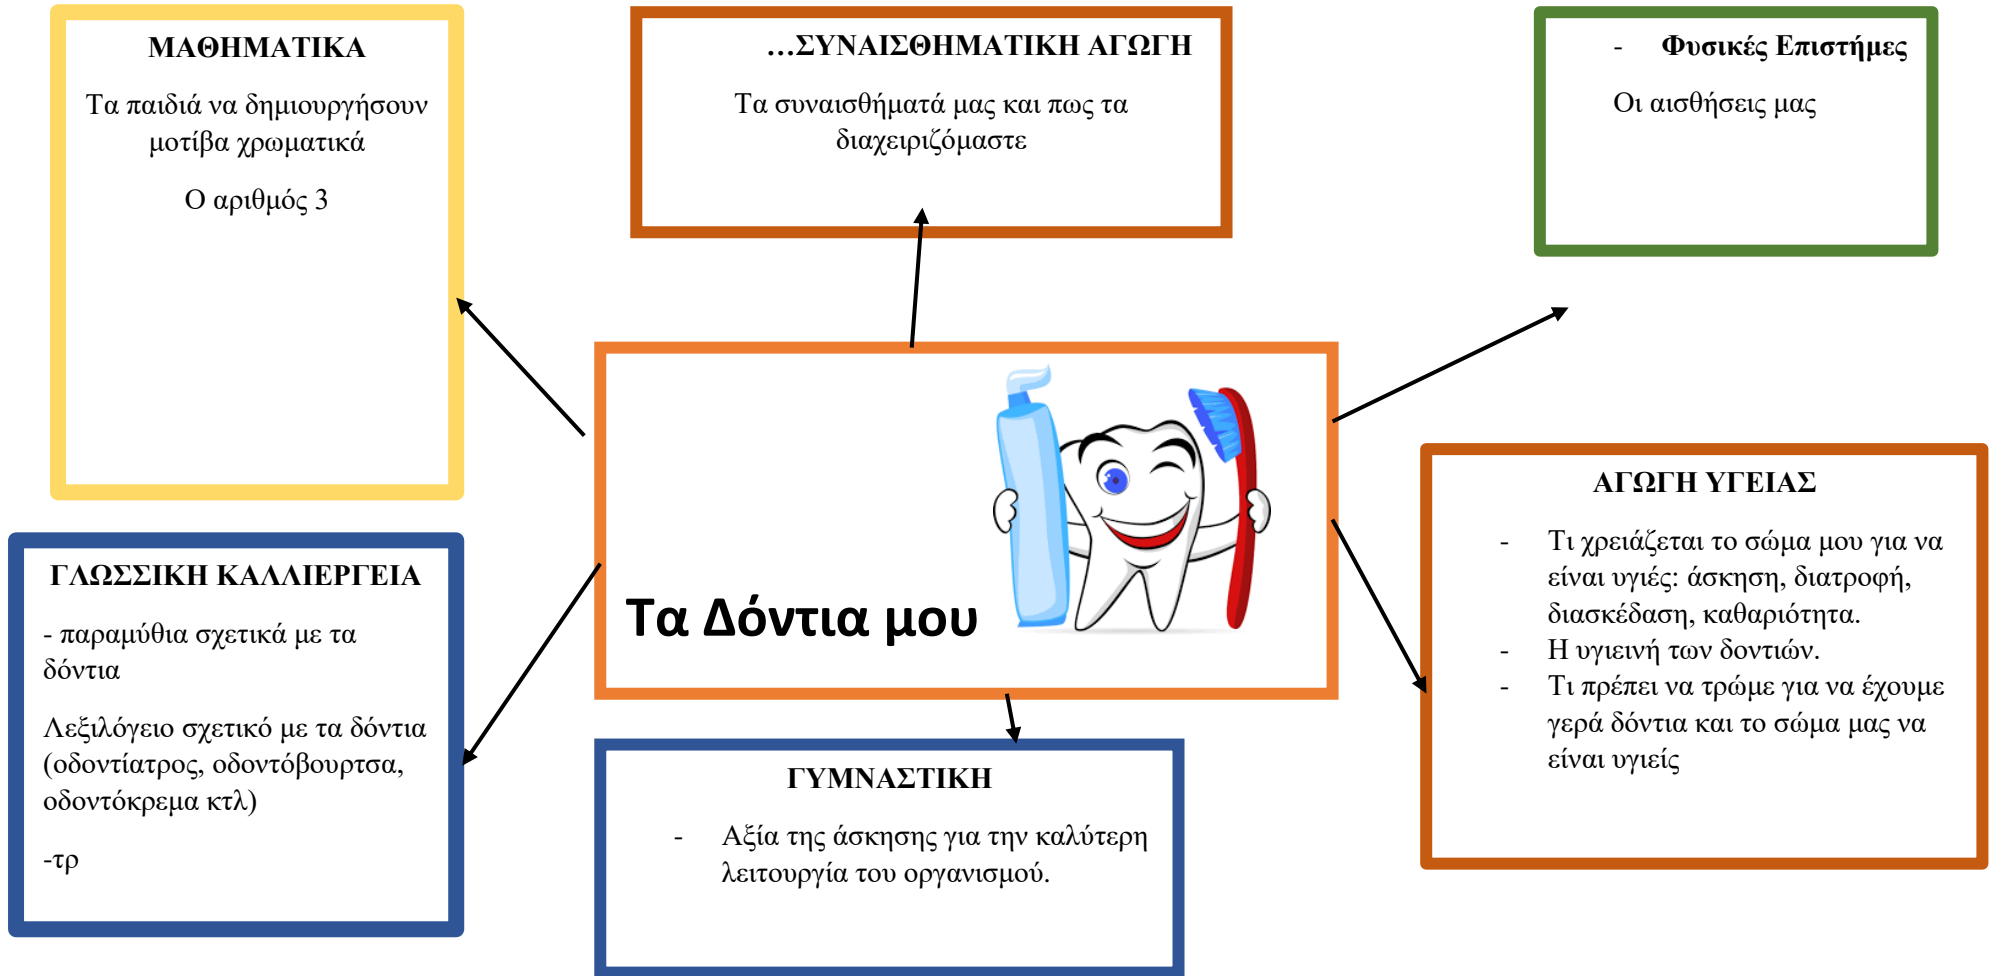 ΜΑΘΗΜΑΤΙΚΑ
Τα παιδιά να δημιουργήσουν
μοτίβα χρωματικά
Ο αριθμός 3
…ΣΥΝΑΙΣΘΗΜΑΤΙΚΗ ΑΓΩΓΗ
Τα συναισθήματά μας και πως τα
διαχειριζόμαστε
- Φυσικές Επιστήμες
Οι αισθήσεις μας
Τα Δόντια μου
ΓΛΩΣΣΙΚΗ ΚΑΛΛΙΕΡΓΕΙΑ
- παραμύθια σχετικά με τα
δόντια
Λεξιλόγειο σχετικό με τα δόντια
(οδοντίατρος, οδοντόβουρτσα,
οδοντόκρεμα κτλ)
-τρ
ΓΥΜΝΑΣΤΙΚΗ
- Αξία της άσκησης για την καλύτερη
λειτουργία του οργανισμού.
ΑΓΩΓΗ ΥΓΕΙΑΣ
- Τι χρειάζεται το σώμα μου για να
είναι υγιές: άσκηση, διατροφή,
διασκέδαση, καθαριότητα.
- Η υγιεινή των δοντιών.
- Τι πρέπει να τρώμε για να έχουμε
γερά δόντια και το σώμα μας να
είναι υγιείς